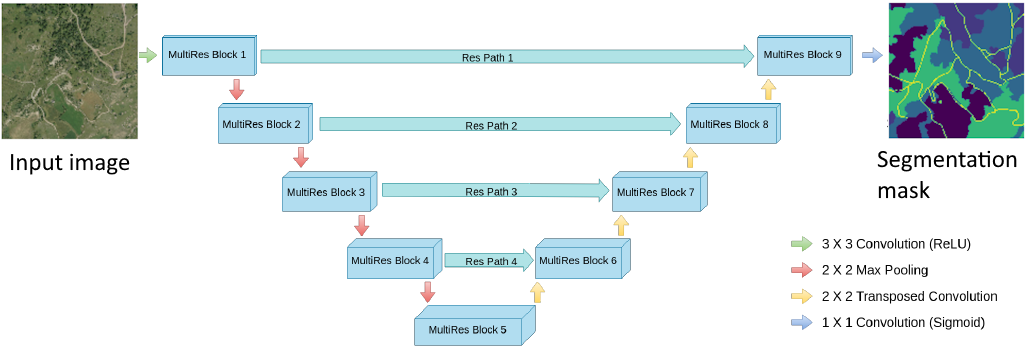 MultiRes Block 1
Res Path 1
MultiRes Block 9
MultiRes Block 2
Res Path 2
MultiRes Block 8
Input image
Segmentation
mask
MultiRes Block 3
Res Path 3
MultiRes Block 7
MultiRes Block 4
Res Path 4
MultiRes Block 6
MultiRes Block 5
3 X 3 Convolution (ReLU)
2 X 2 Max Pooling
2 X 2 Transposed Convolution
1 X 1 Convolution (Sigmoid)